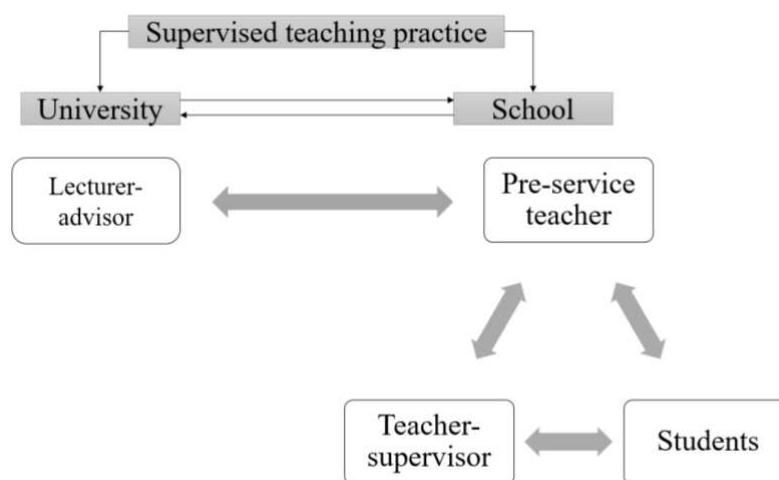 Supervised teaching practice
University
School
Lecturer-
advisor
Pre-service
teacher
Teacher-
supervisor
Students